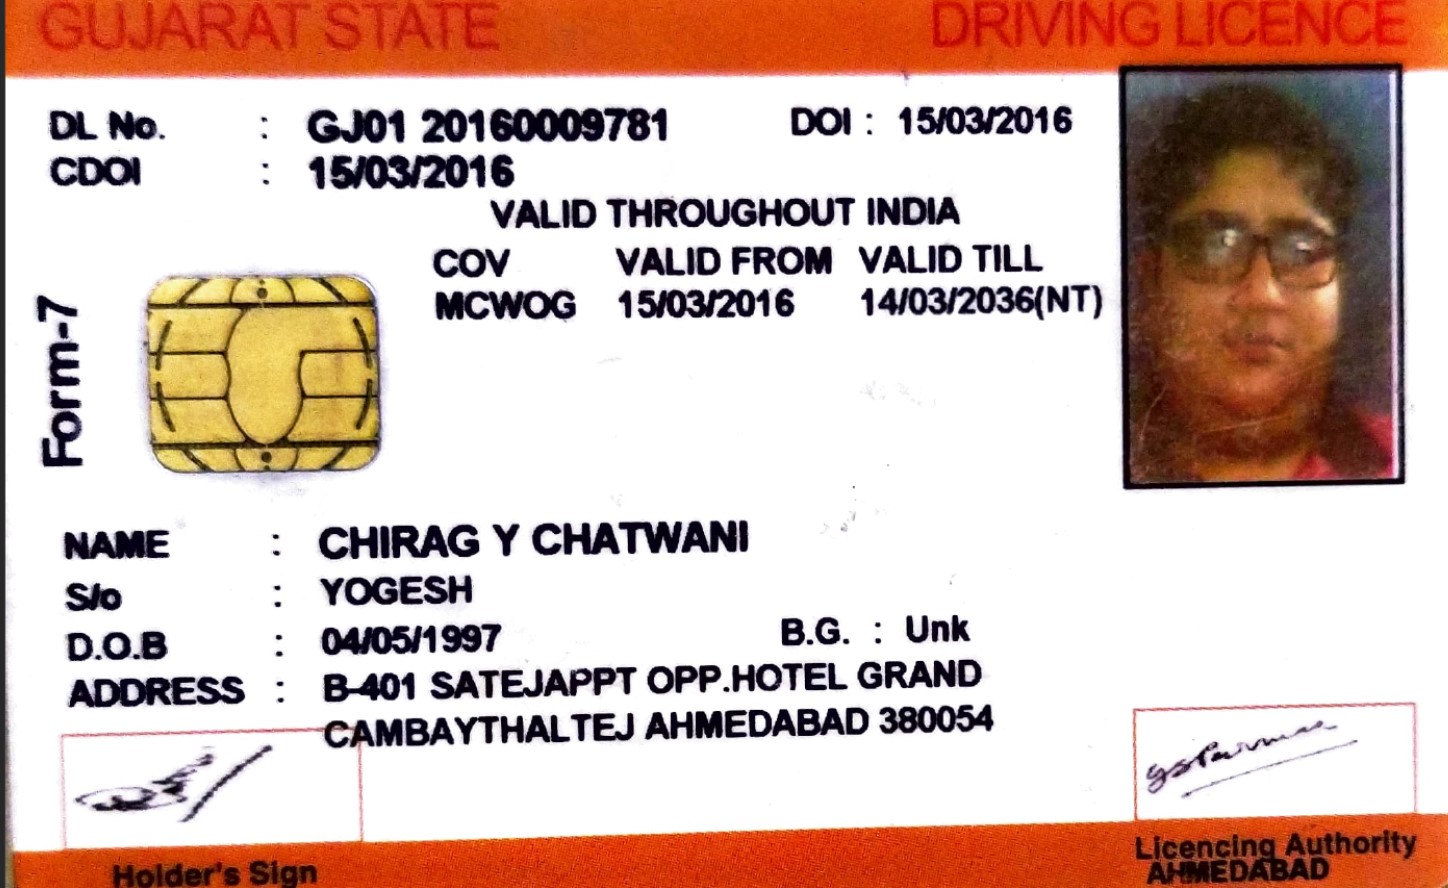 GUJARAT STATE DRIVING LICENCE
DL No. : GJ01 20160009781 DOI : 15/03/2016
CDOI : 15/03/2016
VALID THROUGHOUT INDIA
COV VALID FROM VALID TILL
MCWOG 15/03/2016 14/03/2036(NT)
Form-7
NAME : CHIRAG Y CHATWANI
S/o : YOGESH
D.O.B : 04/05/1997 B.G. : Unk
ADDRESS : B-401 SATEJAPPT OPP.HOTEL GRAND
CAMBAYTHALTEJ AHMEDABAD 380054
Holder's Sign
Licencing Authority
AHMEDABAD